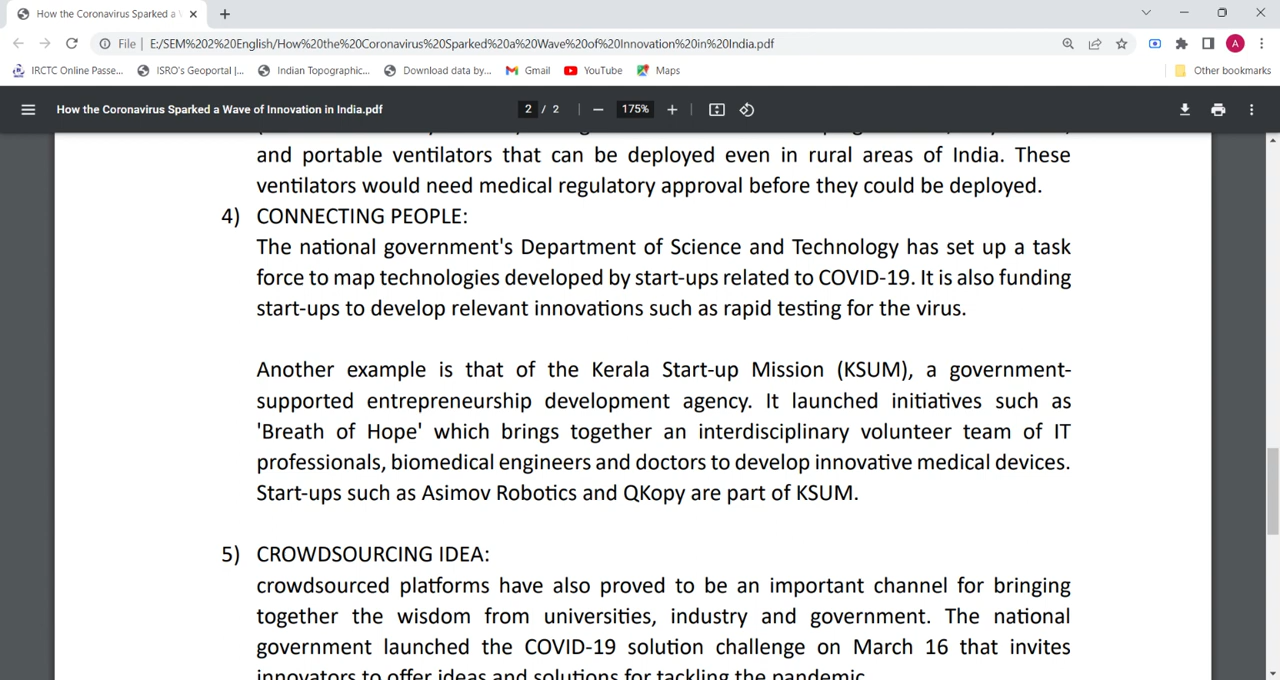 How the Coronavirus Sparked a
File
E:/SEM%202%20English/How%20the%20Coronavirus%20Sparked%20a%20Wave%20of%20Innovation%20in%20India.pdf
A
IRCTC Online Passe...
ISRO's Geoportal |...
Indian Topographic...
Download data by...
Gmail
YouTube
Maps
Other bookmarks
How the Coronavirus Sparked a Wave of Innovation in India.pdf
2 / 2
175%
and portable ventilators that can be deployed even in rural areas of India. These
ventilators would need medical regulatory approval before they could be deployed.
4) CONNECTING PEOPLE:
The national government's Department of Science and Technology has set up a task
force to map technologies developed by start-ups related to COVID-19. It is also funding
start-ups to develop relevant innovations such as rapid testing for the virus.
Another example is that of the Kerala Start-up Mission (KSUM), a government-
supported entrepreneurship development agency. It launched initiatives such as
'Breath of Hope' which brings together an interdisciplinary volunteer team of IT
professionals, biomedical engineers and doctors to develop innovative medical devices.
Start-ups such as Asimov Robotics and QKopy are part of KSUM.
5) CROWDSOURCING IDEA:
crowdsourced platforms have also proved to be an important channel for bringing
together the wisdom from universities, industry and government. The national
government launched the COVID-19 solution challenge on March 16 that invites
innovators to offer ideas and solutions for tackling the pandemic.